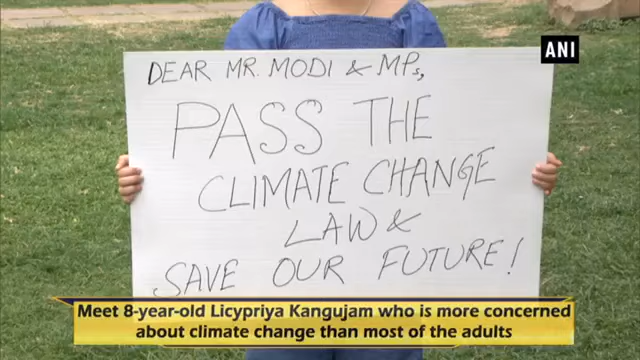 ANI
DEAR MR. MODI & MPs,
PASS THE
CLIMATE CHANGE
LAW &
SAVE OUR FUTURE!
Meet 8-year-old Licypriya Kangujam who is more concerned
about climate change than most of the adults